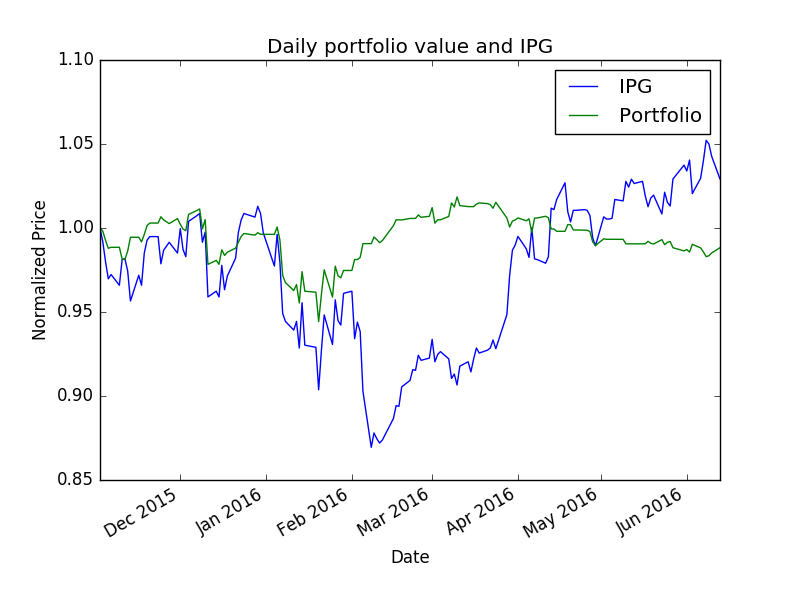 Daily portfolio value and IPG
IPG
Portfolio
1.10
1.05
1.00
0.95
0.90
0.85
Normalized Price
Dec 2015
Jan 2016
Feb 2016
Mar 2016
Apr 2016
May 2016
Jun 2016
Date